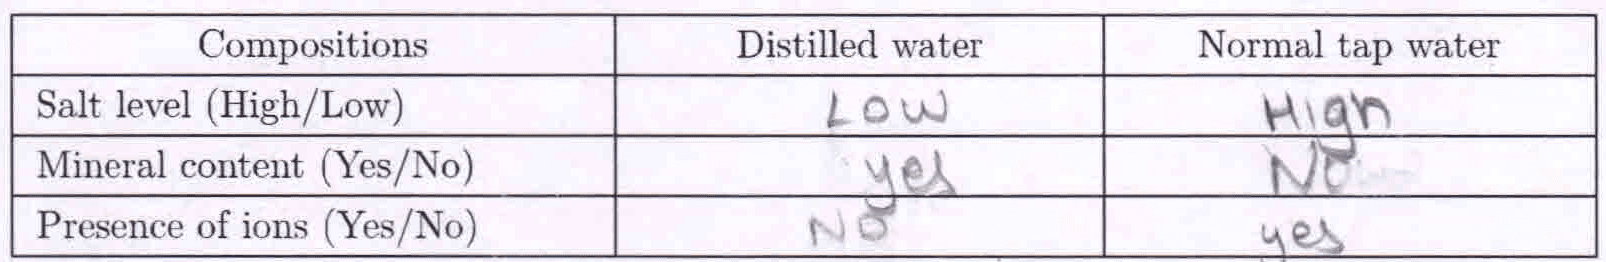 Compositions Distilled water Normal tap water
Salt level (High/Low) Low High
Mineral content (Yes/No) yes No
Presence of ions (Yes/No) NO yes